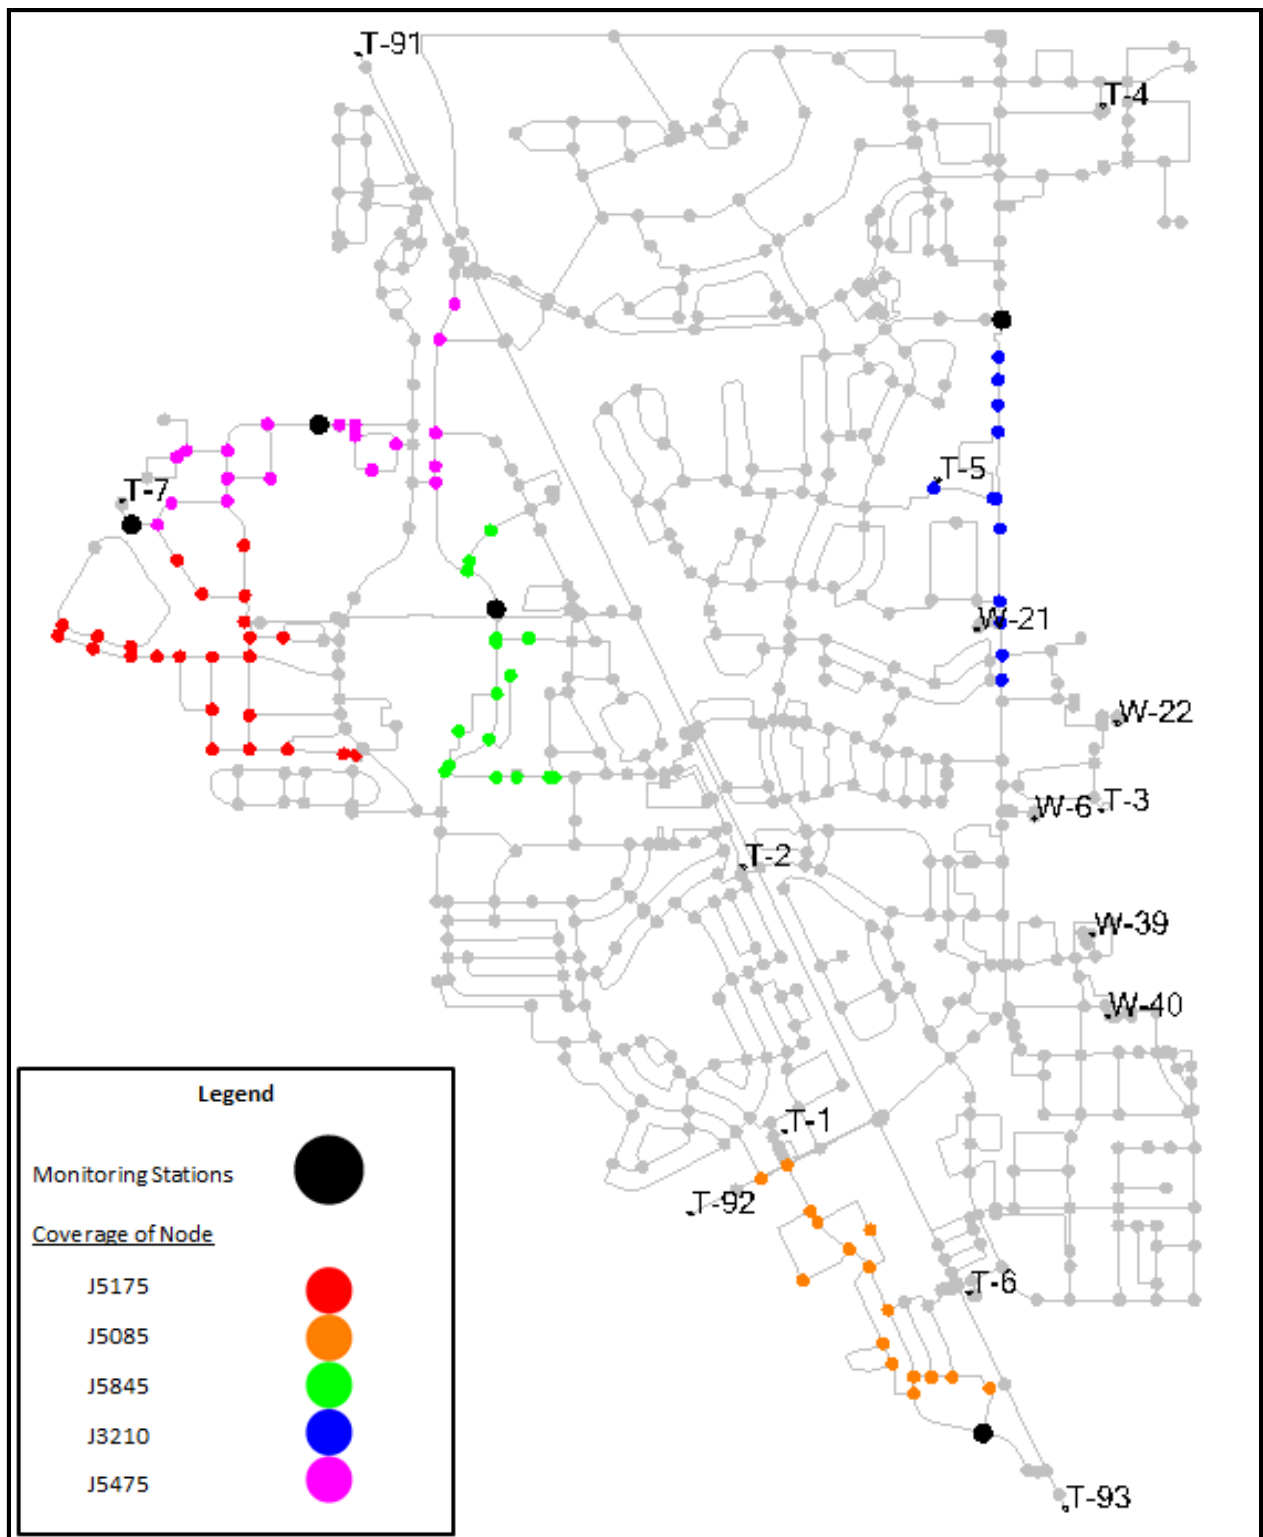 T-91
T-4
T-5
T-7
W-21
W-22
W-6
T-3
T-2
W-39
W-40
Legend
Monitoring Stations
Coverage of Node
J5175
J5085
J5845
J3210
J5475
T-1
T-92
T-6
T-93